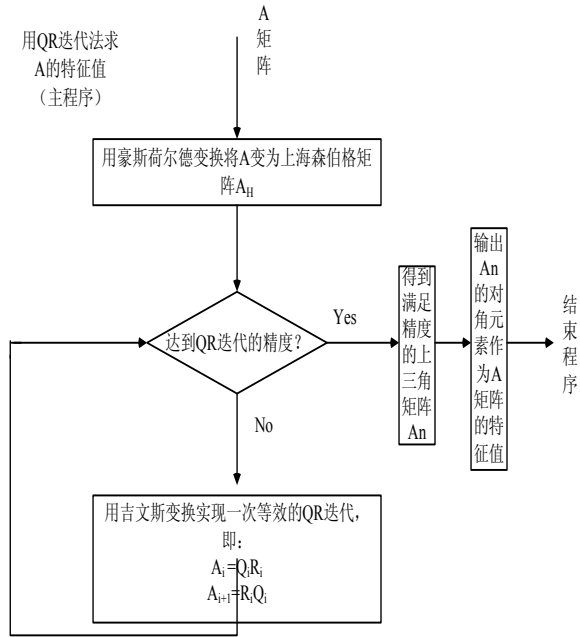 用QR迭代法求
A的特征值
（主程序）
A
矩
阵
用豪斯荷尔德变换将A变为上海森伯格矩
阵A_H
达到QR迭代的精度？
Yes
得到
满足
精度
的上
三角
矩阵
An
输出
An
的对
角元
素作
为A
矩阵
的特
征值
结
束
程
序
No
用吉文斯变换实现一次等效的QR迭代，
即：
A_i=Q_iR_i
A_{i+1}=R_iQ_i